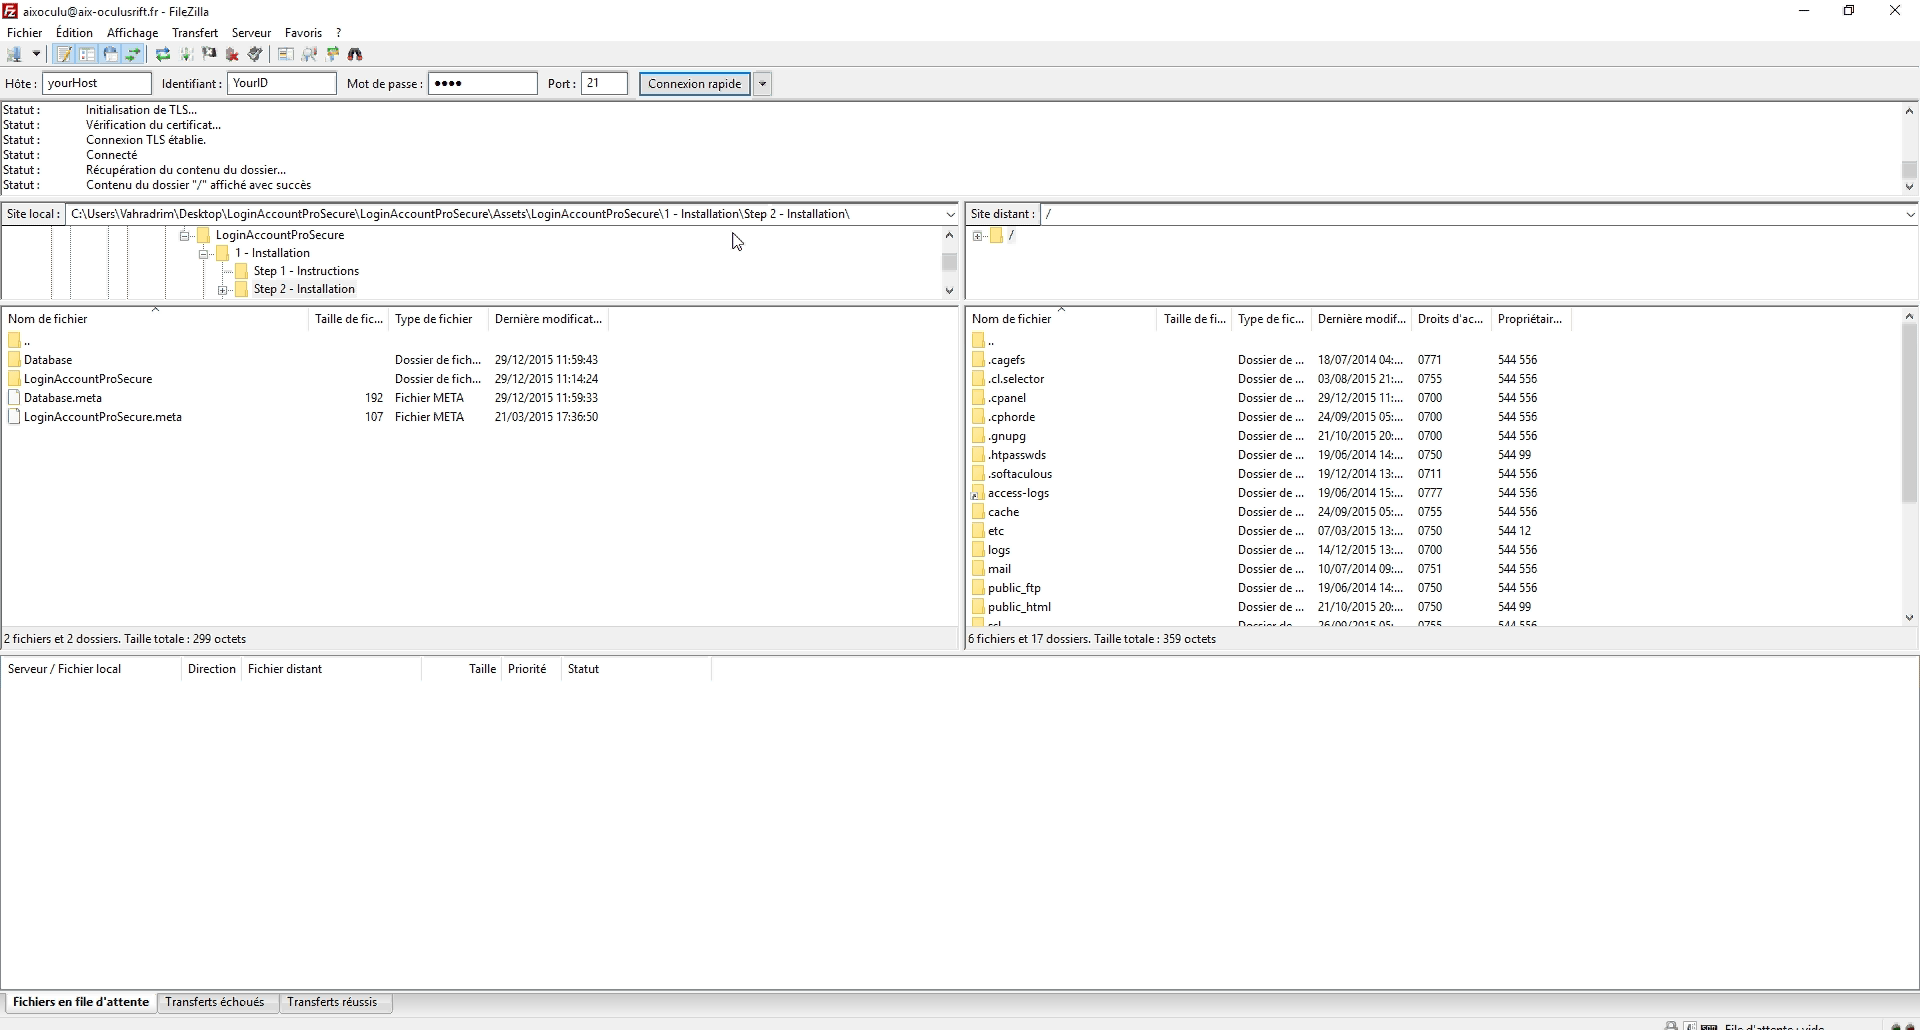 aixoculu@aix-oculusrift.fr - FileZilla
Fichier Édition Affichage Transfert Serveur Favoris ?
Hôte : yourHost Identifiant : YourID Mot de passe : ●●●● Port : 21 Connexion rapide
Statut : Initialisation de TLS...
Statut : Vérification du certificat...
Statut : Connexion TLS établie.
Statut : Connecté
Statut : Récupération du contenu du dossier...
Statut : Contenu du dossier "/" affiché avec succès
Site local : C:\Users\Vahradrim\Desktop\LoginAccountProSecure\LoginAccountProSecure\Assets\LoginAccountProSecure\1 - Installation\Step 2 - Installation\
LoginAccountProSecure
1 - Installation
Step 1 - Instructions
Step 2 - Installation
Site distant : /
/
Nom de fichier Taille de fic... Type de fichier Dernière modificat...
..
Database Dossier de fich... 29/12/2015 11:59:43
LoginAccountProSecure Dossier de fich... 29/12/2015 11:14:24
Database.meta 192 Fichier META 29/12/2015 11:59:33
LoginAccountProSecure.meta 107 Fichier META 21/03/2015 17:36:50
2 fichiers et 2 dossiers. Taille totale : 299 octets
Nom de fichier Taille de fi... Type de fic... Dernière modif... Droits d'ac... Propriétair...
..
.cagefs Dossier de ... 18/07/2014 04:... 0771 544 556
.cl.selector Dossier de ... 03/08/2015 21:... 0755 544 556
.cpanel Dossier de ... 29/12/2015 11:... 0700 544 556
.cphorde Dossier de ... 24/09/2015 05:... 0700 544 556
.gnupg Dossier de ... 21/10/2015 20:... 0700 544 556
.htpasswds Dossier de ... 19/06/2014 14:... 0750 544 99
.softaculous Dossier de ... 19/12/2014 13:... 0711 544 556
access-logs Dossier de ... 19/06/2014 15:... 0777 544 556
cache Dossier de ... 24/09/2015 05:... 0755 544 556
etc Dossier de ... 07/03/2015 13:... 0750 544 12
logs Dossier de ... 14/12/2015 13:... 0700 544 556
mail Dossier de ... 10/07/2014 09:... 0751 544 556
public_ftp Dossier de ... 19/06/2014 14:... 0750 544 556
public_html Dossier de ... 21/10/2015 20:... 0750 544 99
ssl Dossier de ... 26/09/2015 05:... 0755 544 556
6 fichiers et 17 dossiers. Taille totale : 359 octets
Serveur / Fichier local Direction Fichier distant Taille Priorité Statut
Fichiers en file d'attente Transferts échoués Transferts réussis
File d'attente : vide